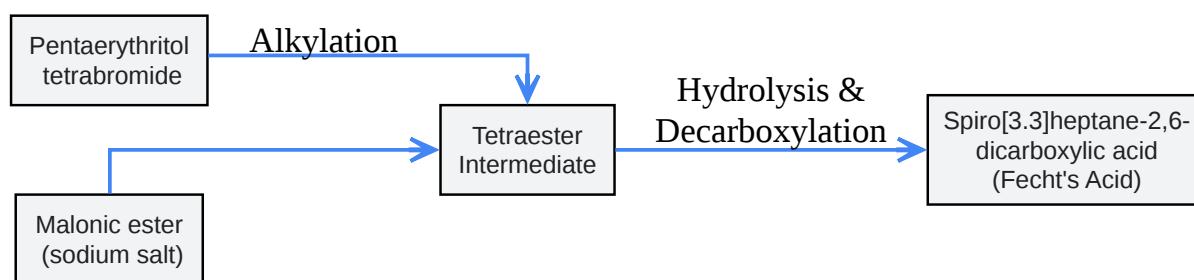 Pentaerythritol
tetrabromide
Alkylation
Malonic ester
(sodium salt)
Tetraester
Intermediate
Hydrolysis &
Decarboxylation
Spiro[3.3]heptane-2,6-
dicarboxylic acid
(Fecht's Acid)